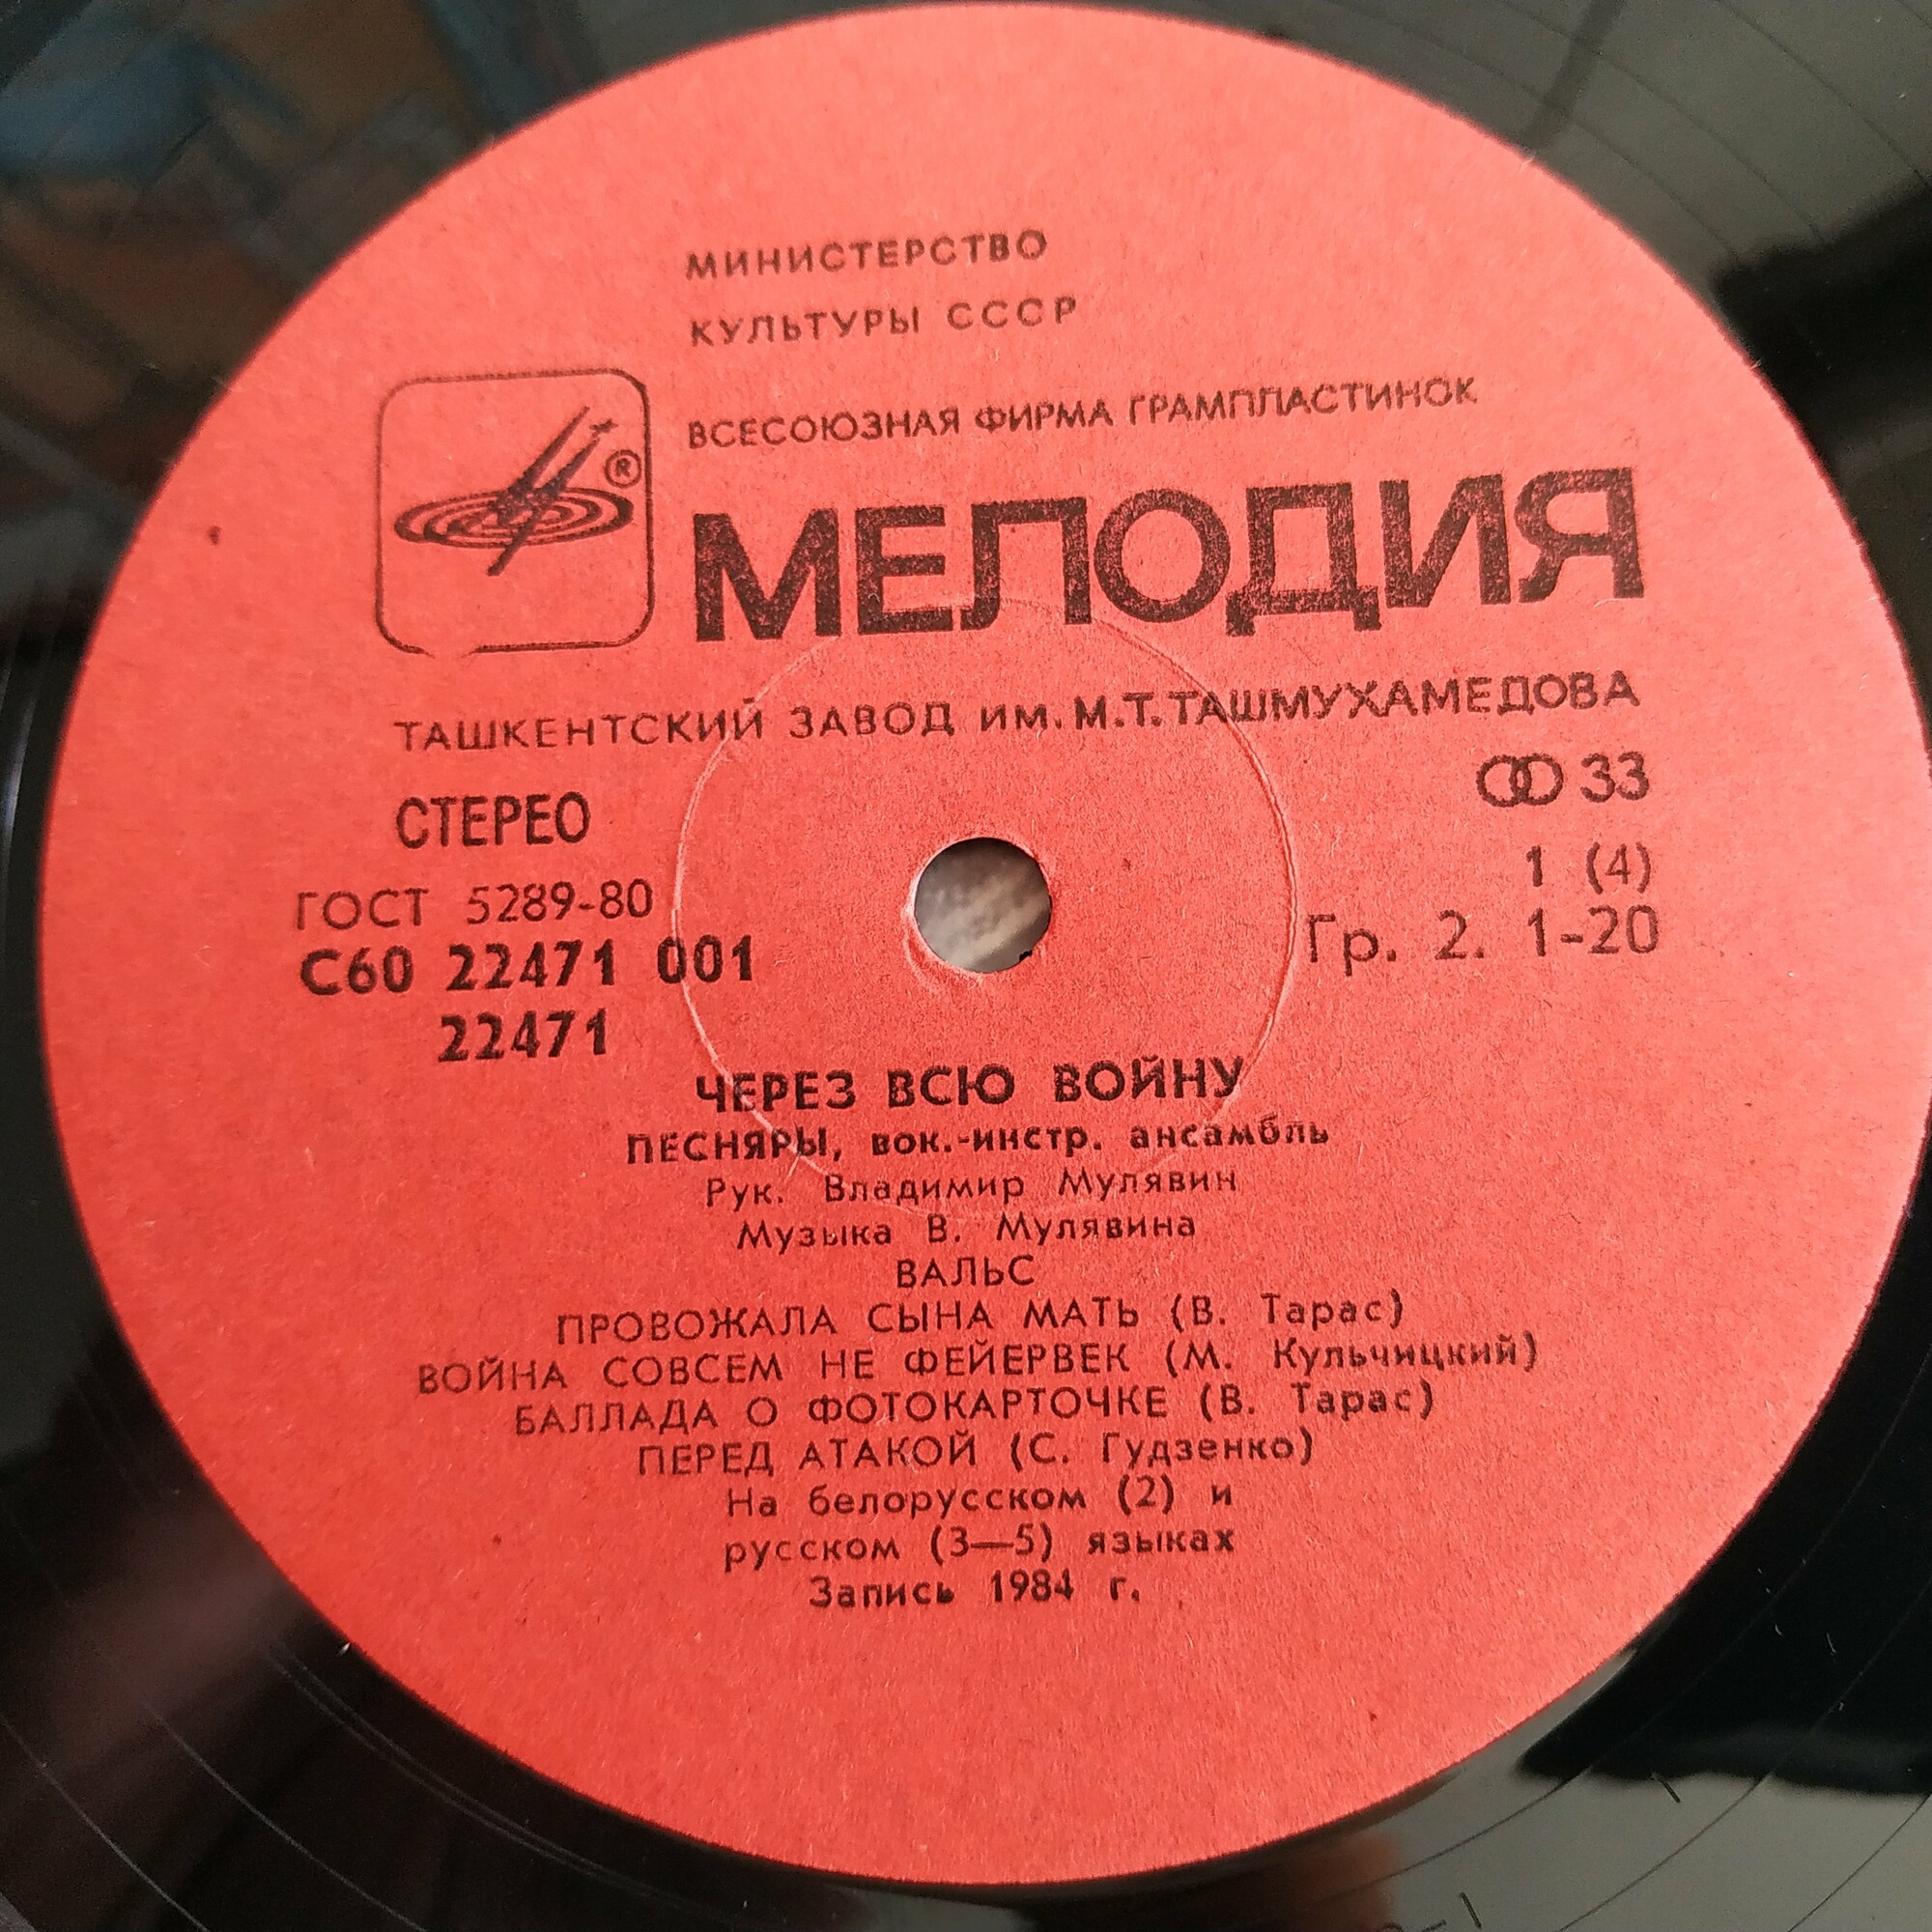 МИНИСТЕРСТВО
КУЛЬТУРЫ СССР
ВСЕСОЮЗНАЯ ФИРМА ГРАМПЛАСТИНОК
®
МЕЛОДИЯ
ТАШКЕНТСКИЙ ЗАВОД ИМ. М.Т. ТАШМУХАМЕДОВА
СТЕРЕО
33
ГОСТ 5289-80
1 (4)
С60 22471 001
Гр. 2. 1-20
22471
ЧЕРЕЗ ВСЮ ВОЙНУ
ПЕСНЯРЫ, вок.-инстр. ансамбль
Рук. Владимир Мулявин
Музыка В. Мулявина
ВАЛЬС
ПРОВОЖАЛА СЫНА МАТЬ (В. Тарас)
ВОЙНА СОВСЕМ НЕ ФЕЙЕРВЕК (М. Кульчицкий)
БАЛЛАДА О ФОТОКАРТОЧКЕ (В. Тарас)
ПЕРЕД АТАКОЙ (С. Гудзенко)
На белорусском (2) и
русском (3—5) языках
Запись 1984 г.